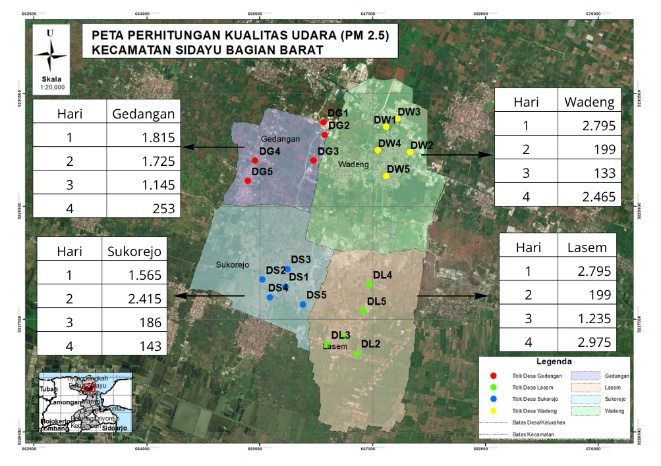 PETA PERHITUNGAN KUALITAS UDARA (PM 2.5)
KECAMATAN SIDAYU BAGIAN BARAT
U
Skala
1:20,000
Hari Gedangan
1 1.815
2 1.725
3 1.145
4 253
Hari Wadeng
1 2.795
2 199
3 133
4 2.465
Hari Sukorejo
1 1.565
2 2.415
3 186
4 143
Hari Lasem
1 2.795
2 199
3 1.235
4 2.975
DG1
DG2
Gedangan
DG4
DG3
DG5
DW3
DW1
DW4
DW2
Wadeng
DW5
Sukorejo
DS3
DS2
DS1
DS4
DS5
DL4
DL5
DL3
Lasem
DL2
Legenda
Titik Desa Gedangan Gedangan
Titik Desa Lasem Lasem
Titik Desa Sukorejo Sukorejo
Titik Desa Wadeng Wadeng
Batas Desa/Kelurahan
Batas Kecamatan
Tuban
Lamongan
Sidoarjo